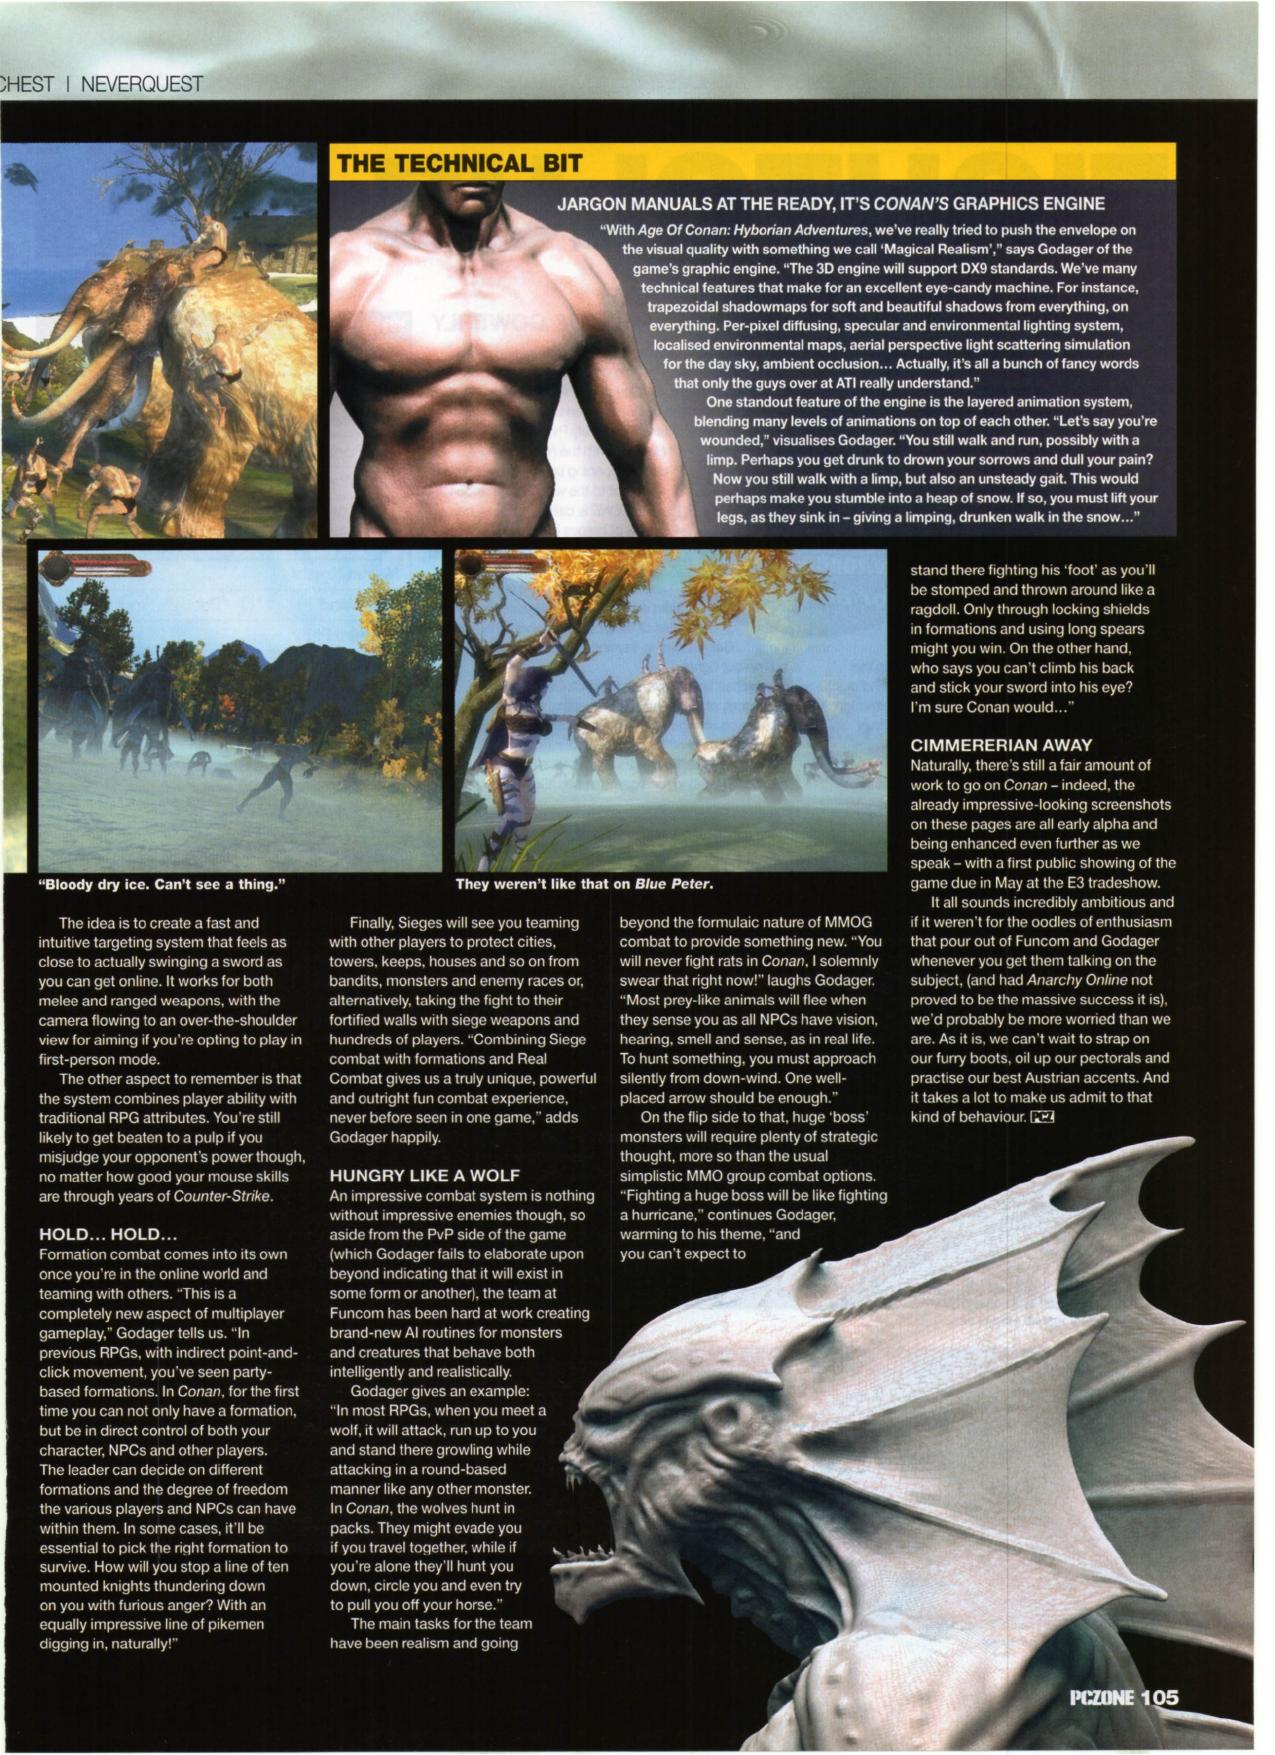 CHEST | NEVERQUEST
THE TECHNICAL BIT
JARGON MANUALS AT THE READY, IT'S CONAN'S GRAPHICS ENGINE
"With Age Of Conan: Hyborian Adventures, we've really tried to push the envelope on
the visual quality with something we call 'Magical Realism'," says Godager of the
game's graphic engine. "The 3D engine will support DX9 standards. We've many
technical features that make for an excellent eye-candy machine. For instance,
trapezoidal shadowmaps for soft and beautiful shadows from everything, on
everything. Per-pixel diffusing, specular and environmental lighting system,
localised environmental maps, aerial perspective light scattering simulation
for the day sky, ambient occlusion... Actually, it's all a bunch of fancy words
that only the guys over at ATI really understand."
One standout feature of the engine is the layered animation system,
blending many levels of animations on top of each other. "Let's say you're
wounded," visualises Godager. "You still walk and run, possibly with a
limp. Perhaps you get drunk to drown your sorrows and dull your pain?
Now you still walk with a limp, but also an unsteady gait. This would
perhaps make you stumble into a heap of snow. If so, you must lift your
legs, as they sink in – giving a limping, drunken walk in the snow..."
"Bloody dry ice. Can't see a thing."
They weren't like that on Blue Peter.
The idea is to create a fast and
intuitive targeting system that feels as
close to actually swinging a sword as
you can get online. It works for both
melee and ranged weapons, with the
camera flowing to an over-the-shoulder
view for aiming if you're opting to play in
first-person mode.
The other aspect to remember is that
the system combines player ability with
traditional RPG attributes. You're still
likely to get beaten to a pulp if you
misjudge your opponent's power though,
no matter how good your mouse skills
are through years of Counter-Strike.
HOLD... HOLD...
Formation combat comes into its own
once you're in the online world and
teaming with others. "This is a
completely new aspect of multiplayer
gameplay," Godager tells us. "In
previous RPGs, with indirect point-and-
click movement, you've seen party-
based formations. In Conan, for the first
time you can not only have a formation,
but be in direct control of both your
character, NPCs and other players.
The leader can decide on different
formations and the degree of freedom
the various players and NPCs can have
within them. In some cases, it'll be
essential to pick the right formation to
survive. How will you stop a line of ten
mounted knights thundering down
on you with furious anger? With an
equally impressive line of pikemen
digging in, naturally!"
Finally, Sieges will see you teaming
with other players to protect cities,
towers, keeps, houses and so on from
bandits, monsters and enemy races or,
alternatively, taking the fight to their
fortified walls with siege weapons and
hundreds of players. "Combining Siege
combat with formations and Real
Combat gives us a truly unique, powerful
and outright fun combat experience,
never before seen in one game," adds
Godager happily.
HUNGRY LIKE A WOLF
An impressive combat system is nothing
without impressive enemies though, so
aside from the PvP side of the game
(which Godager fails to elaborate upon
beyond indicating that it will exist in
some form or another), the team at
Funcom has been hard at work creating
brand-new AI routines for monsters
and creatures that behave both
intelligently and realistically.
Godager gives an example:
"In most RPGs, when you meet a
wolf, it will attack, run up to you
and stand there growling while
attacking in a round-based
manner like any other monster.
In Conan, the wolves hunt in
packs. They might evade you
if you travel together, while if
you're alone they'll hunt you
down, circle you and even try
to pull you off your horse."
The main tasks for the team
have been realism and going
beyond the formulaic nature of MMOG
combat to provide something new. "You
will never fight rats in Conan, I solemnly
swear that right now!" laughs Godager.
"Most prey-like animals will flee when
they sense you as all NPCs have vision,
hearing, smell and sense, as in real life.
To hunt something, you must approach
silently from down-wind. One well-
placed arrow should be enough."
On the flip side to that, huge 'boss'
monsters will require plenty of strategic
thought, more so than the usual
simplistic MMO group combat options.
"Fighting a huge boss will be like fighting
a hurricane," continues Godager,
warming to his theme, "and
you can't expect to
stand there fighting his 'foot' as you'll
be stomped and thrown around like a
ragdoll. Only through locking shields
in formations and using long spears
might you win. On the other hand,
who says you can't climb his back
and stick your sword into his eye?
I'm sure Conan would..."
CIMMERERIAN AWAY
Naturally, there's still a fair amount of
work to go on Conan – indeed, the
already impressive-looking screenshots
on these pages are all early alpha and
being enhanced even further as we
speak – with a first public showing of the
game due in May at the E3 tradeshow.
It all sounds incredibly ambitious and
if it weren't for the oodles of enthusiasm
that pour out of Funcom and Godager
whenever you get them talking on the
subject, (and had Anarchy Online not
proved to be the massive success it is),
we'd probably be more worried than we
are. As it is, we can't wait to strap on
our furry boots, oil up our pectorals and
practise our best Austrian accents. And
it takes a lot to make us admit to that
kind of behaviour. PCZ
PCZONE 105